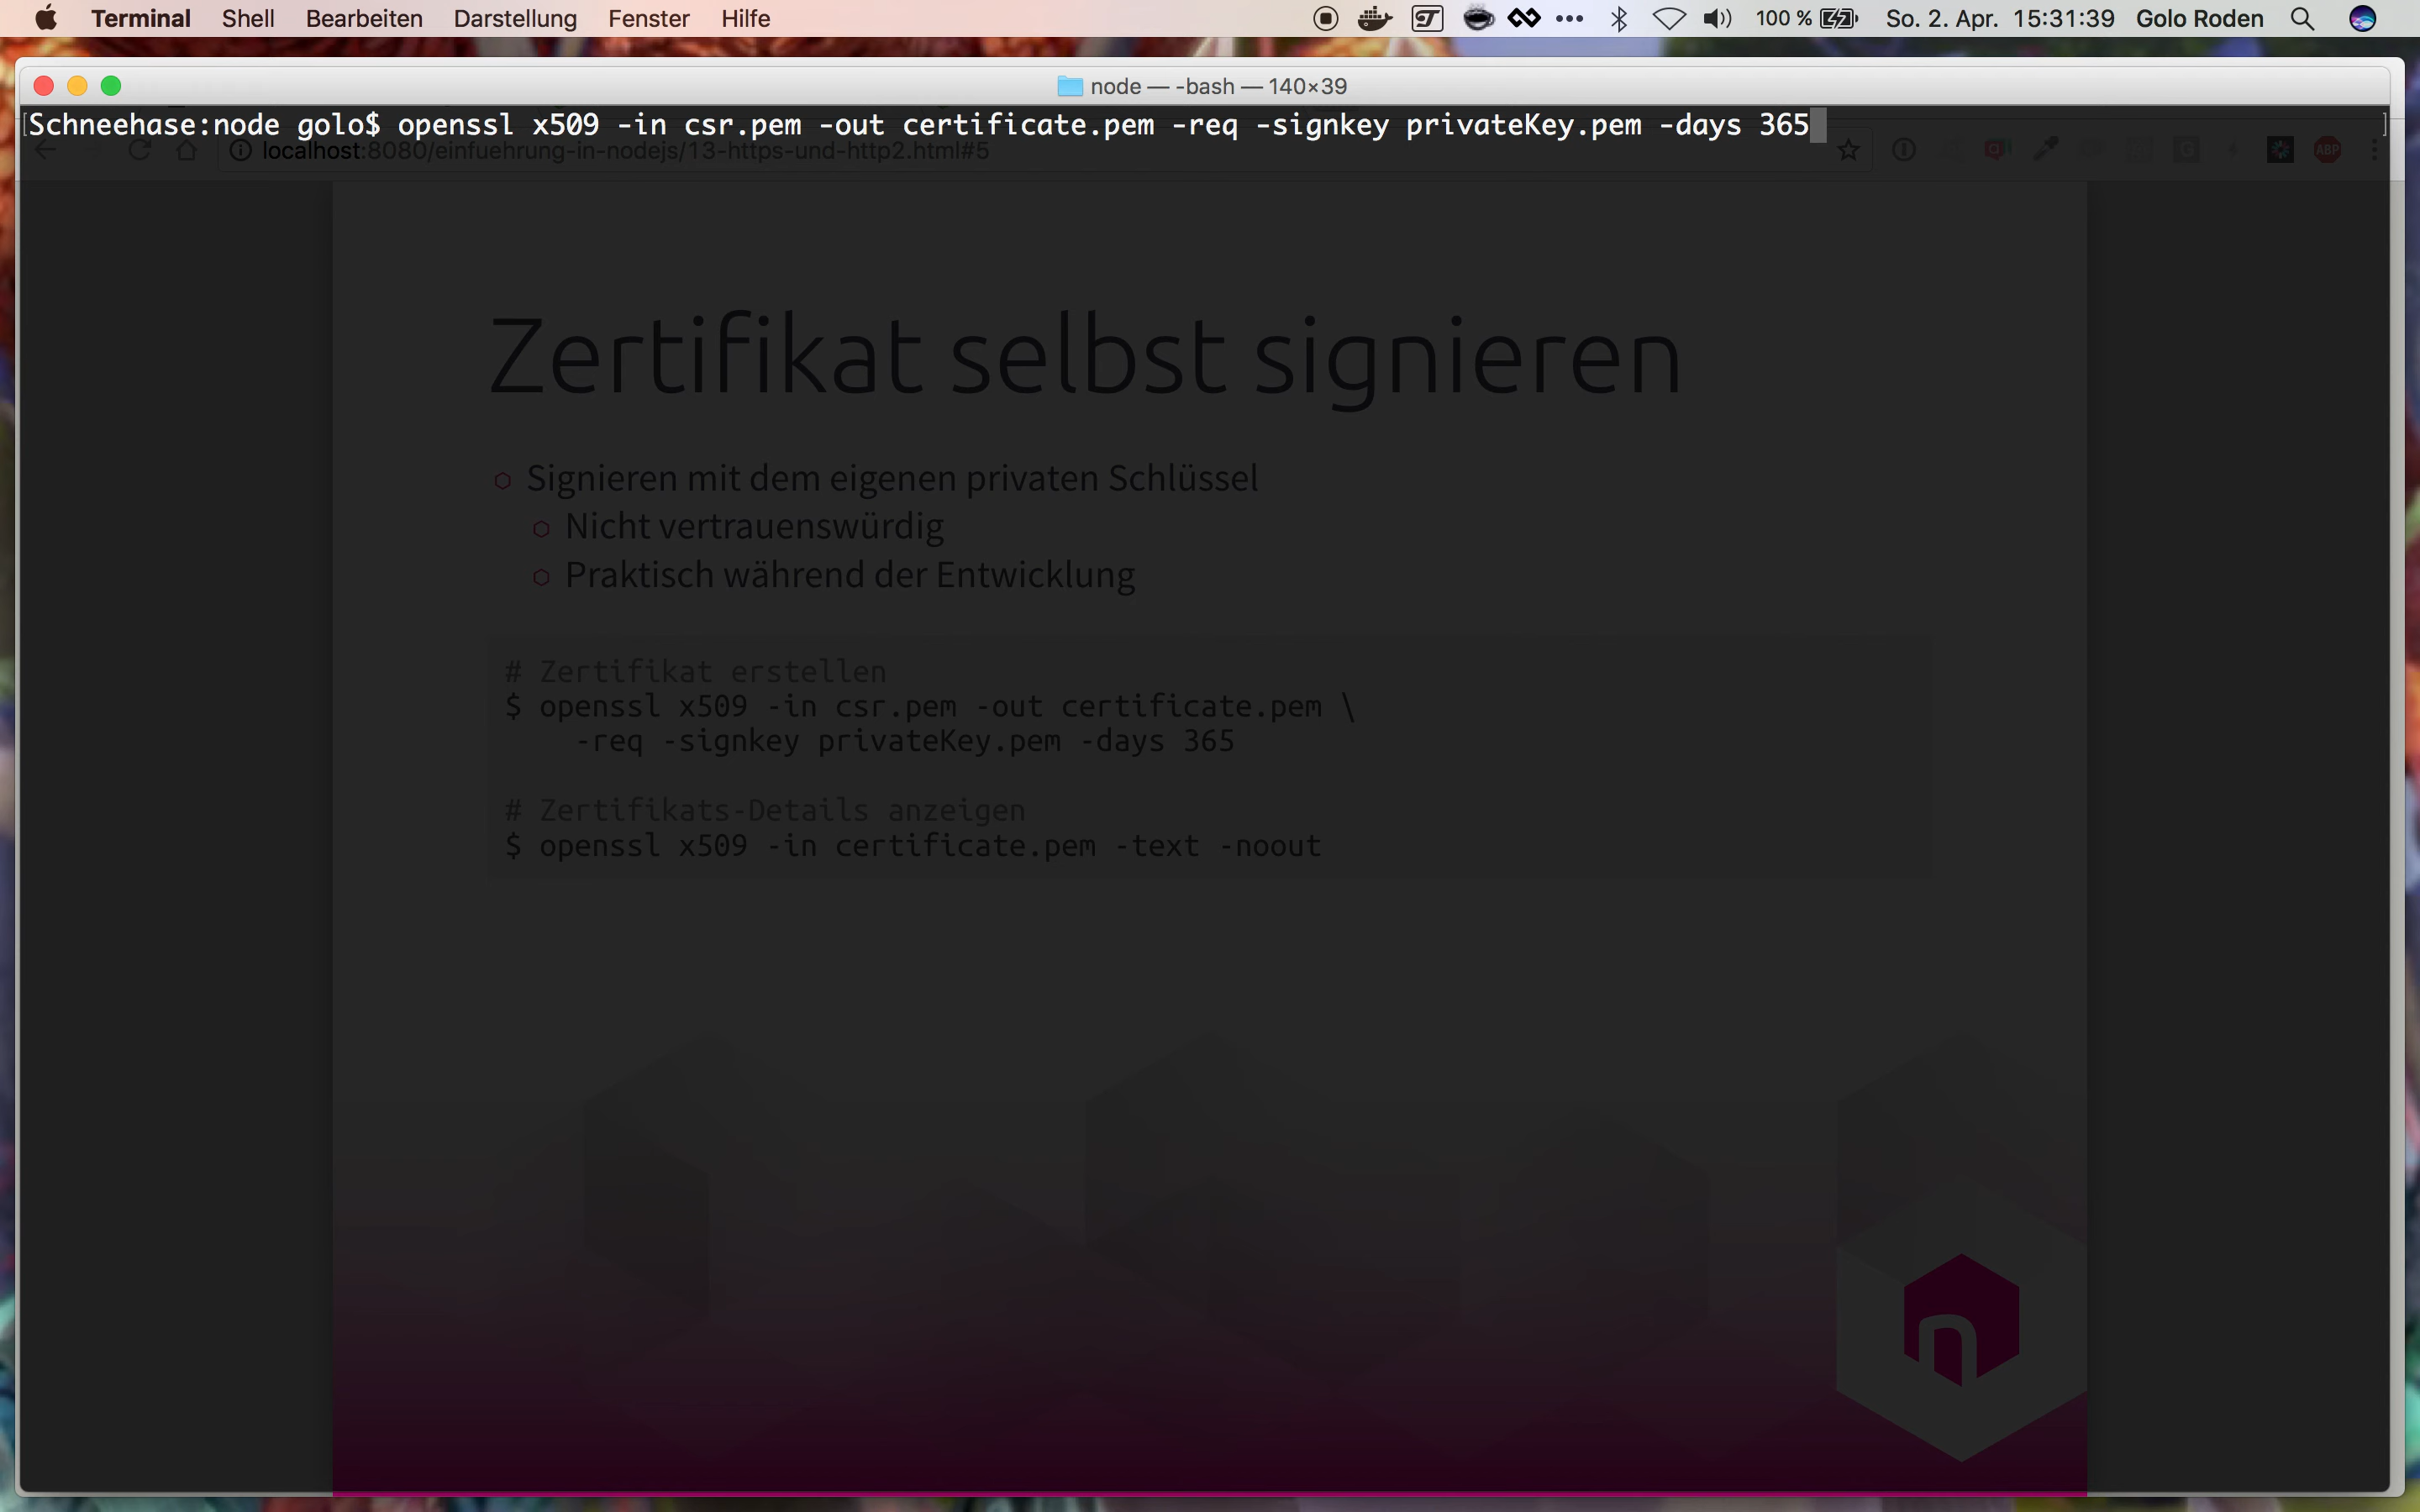 Terminal Shell Bearbeiten Darstellung Fenster Hilfe 100 % So. 2. Apr. 15:31:39 Golo Roden
node — -bash — 140×39
[Schneehase:node golo$ openssl x509 -in csr.pem -out certificate.pem -req -signkey privateKey.pem -days 365 ]
localhost:8080/einfuehrung-in-nodejs/13-https-und-http2.html#5 ABP
Zertifikat selbst signieren
Signieren mit dem eigenen privaten Schlüssel
Nicht vertrauenswürdig
Praktisch während der Entwicklung
# Zertifikat erstellen
$ openssl x509 -in csr.pem -out certificate.pem \
-req -signkey privateKey.pem -days 365
# Zertifikats-Details anzeigen
$ openssl x509 -in certificate.pem -text -noout
n